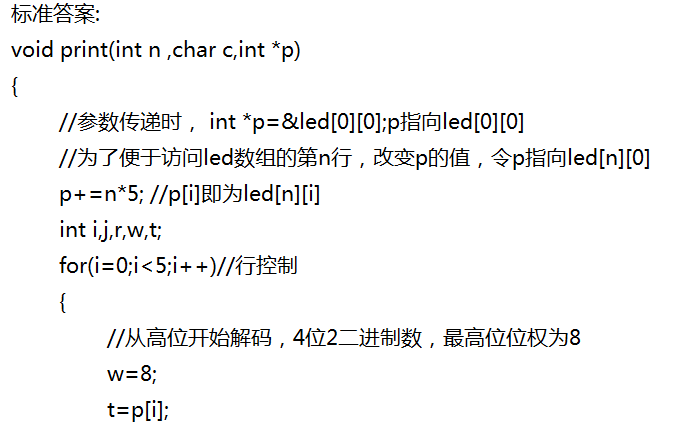 标准答案:
void print(int n ,char c,int *p)
{
//参数传递时， int *p=&led[0][0];p指向led[0][0]
//为了便于访问led数组的第n行，改变p的值，令p指向led[n][0]
p+=n*5; //p[i]即为led[n][i]
int i,j,r,w,t;
for(i=0;i<5;i++)//行控制
{
//从高位开始解码，4位2二进制数，最高位位权为8
w=8;
t=p[i];